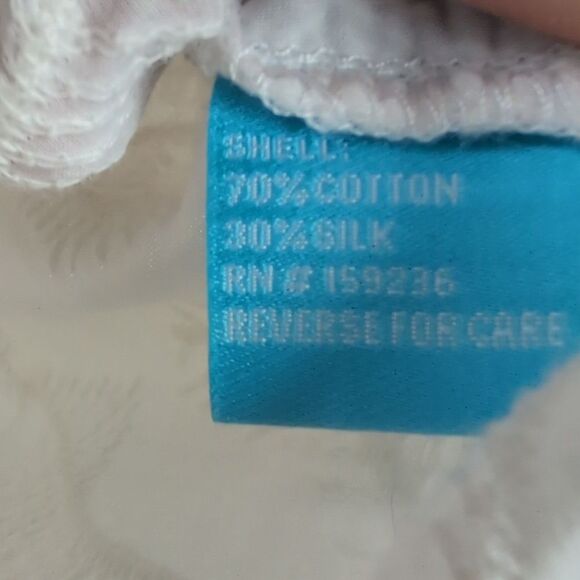 SHELL:
70% COTTON
30% SILK
RN # 159236
REVERSE FOR CARE